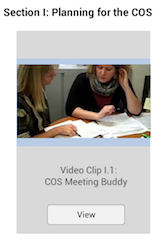 Section I: Planning for the COS
Video Clip I.1:
COS Meeting Buddy
View